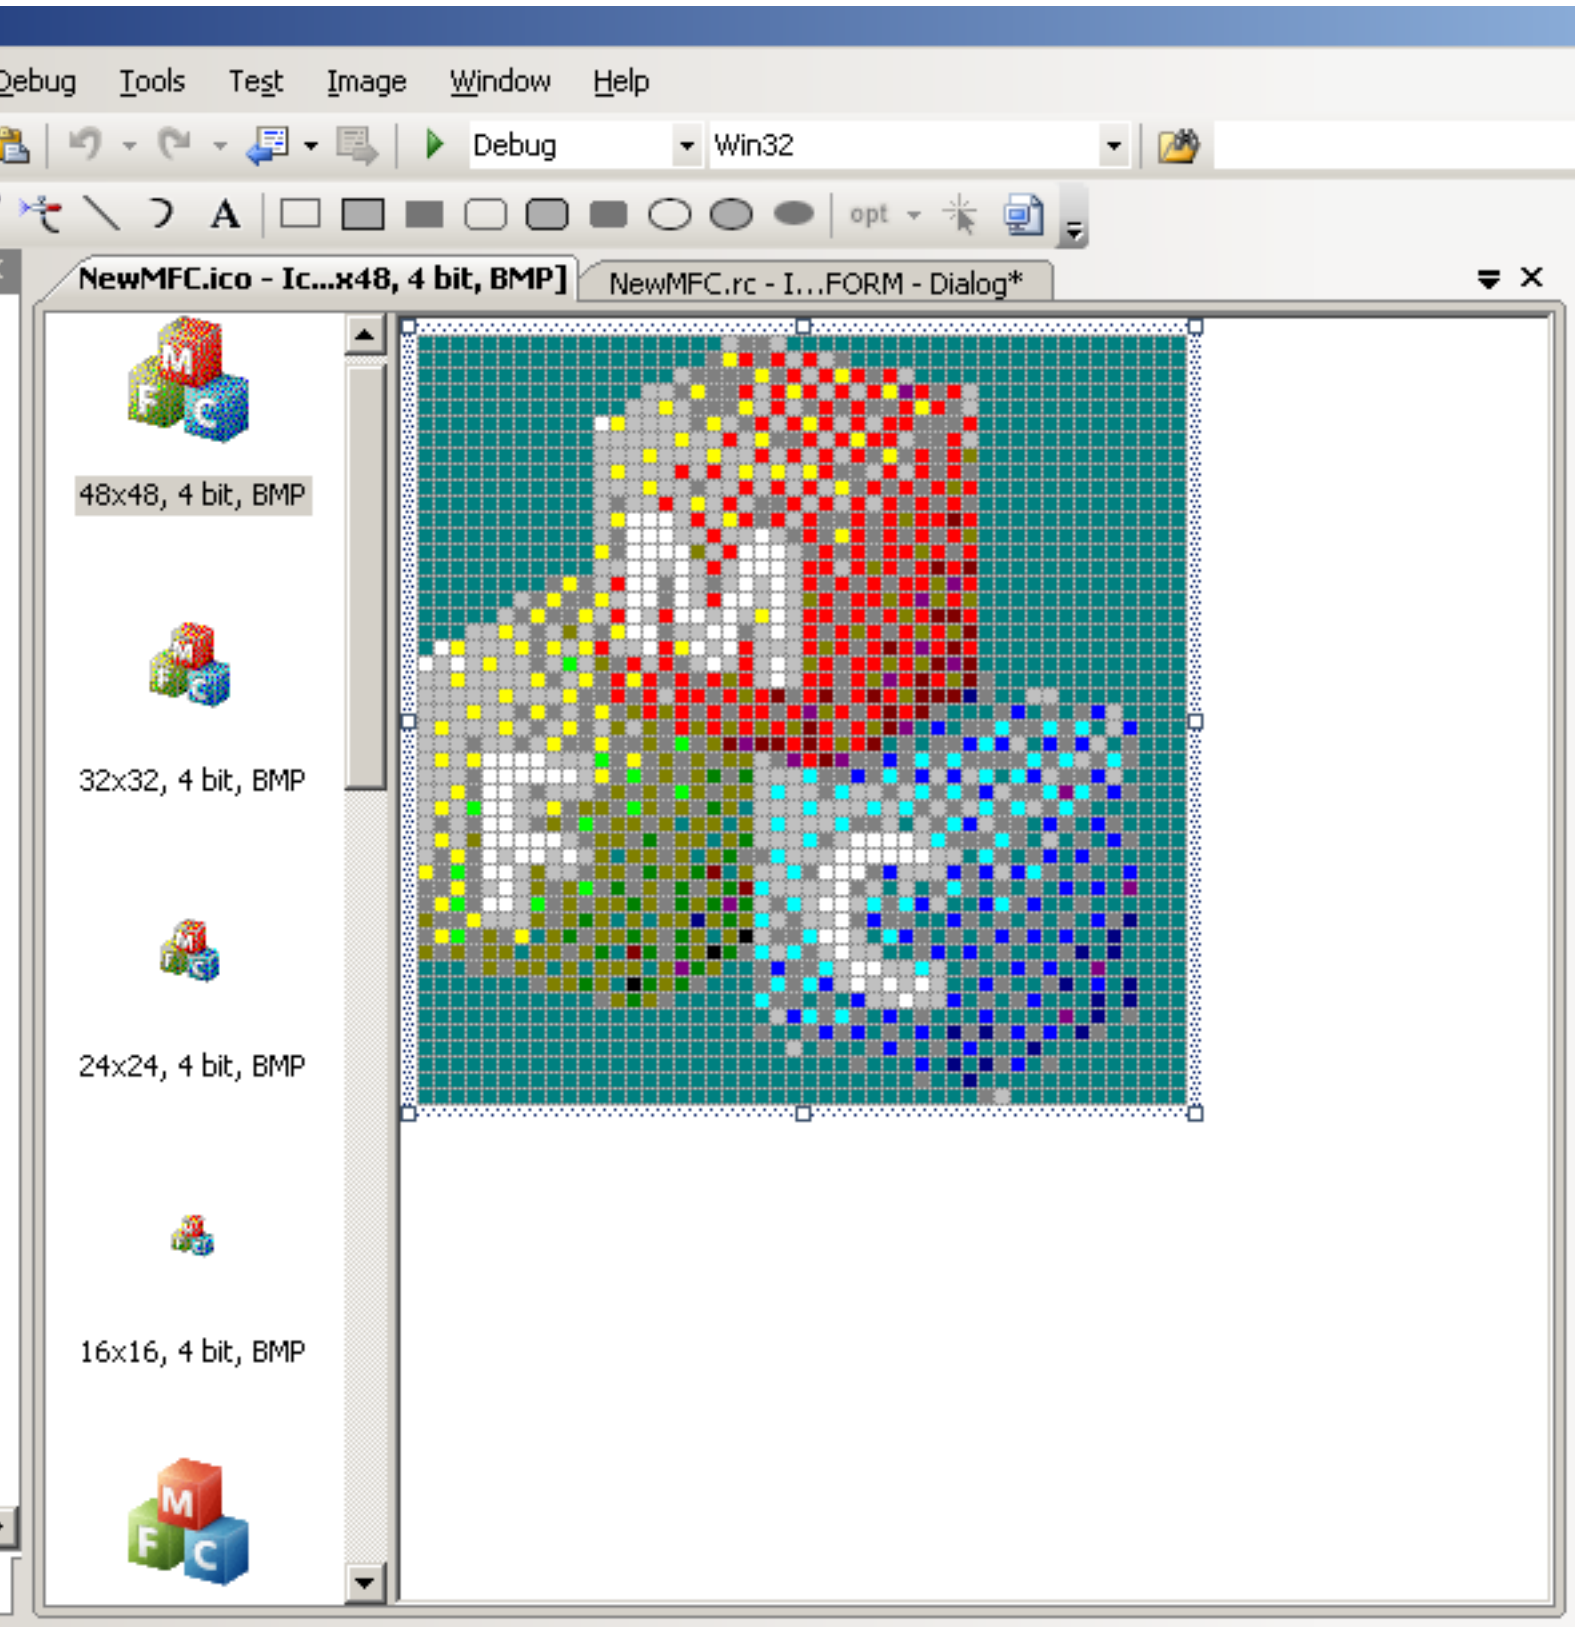 Debug Tools Test Image Window Help
Debug Win32
A opt
NewMFC.ico - Ic...x48, 4 bit, BMP] NewMFC.rc - I...FORM - Dialog*
M
F C
48x48, 4 bit, BMP
M
F C
32x32, 4 bit, BMP
M
F C
24x24, 4 bit, BMP
16x16, 4 bit, BMP
M
F C
M
F
C